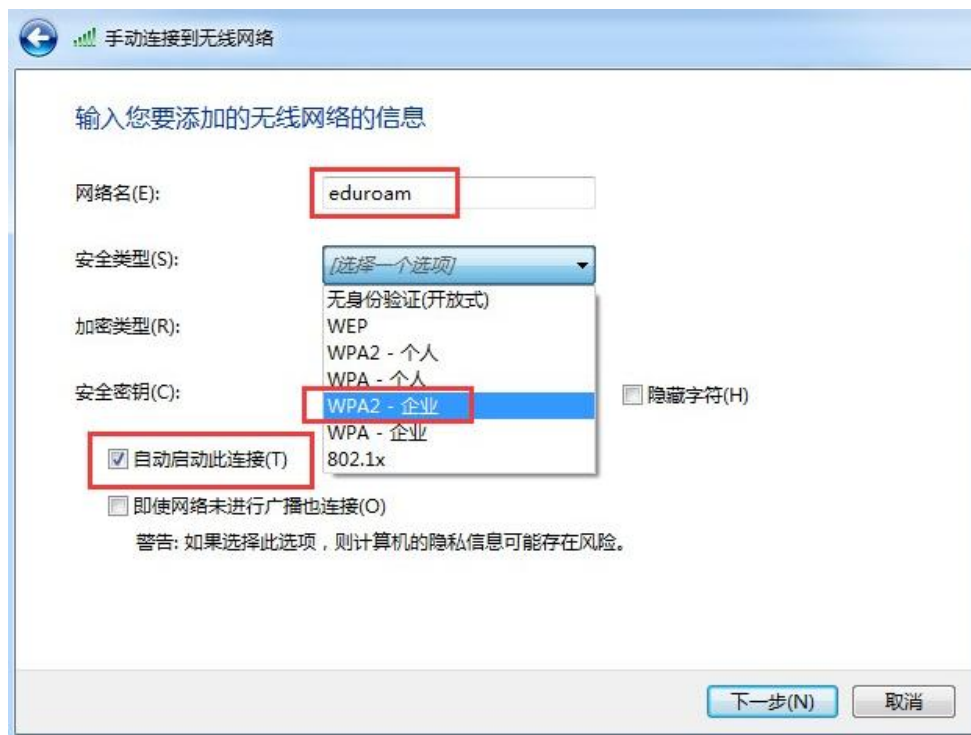 手动连接到无线网络
输入您要添加的无线网络的信息
网络名(E):
eduroam
安全类型(S):
[选择一个选项]
无身份验证(开放式)
WEP
加密类型(R):
WPA2 - 个人
WPA - 个人
安全密钥(C):
WPA2 - 企业
隐藏字符(H)
WPA - 企业
自动启动此连接(T)
802.1x
即使网络未进行广播也连接(O)
警告: 如果选择此选项，则计算机的隐私信息可能存在风险。
下一步(N)
取消